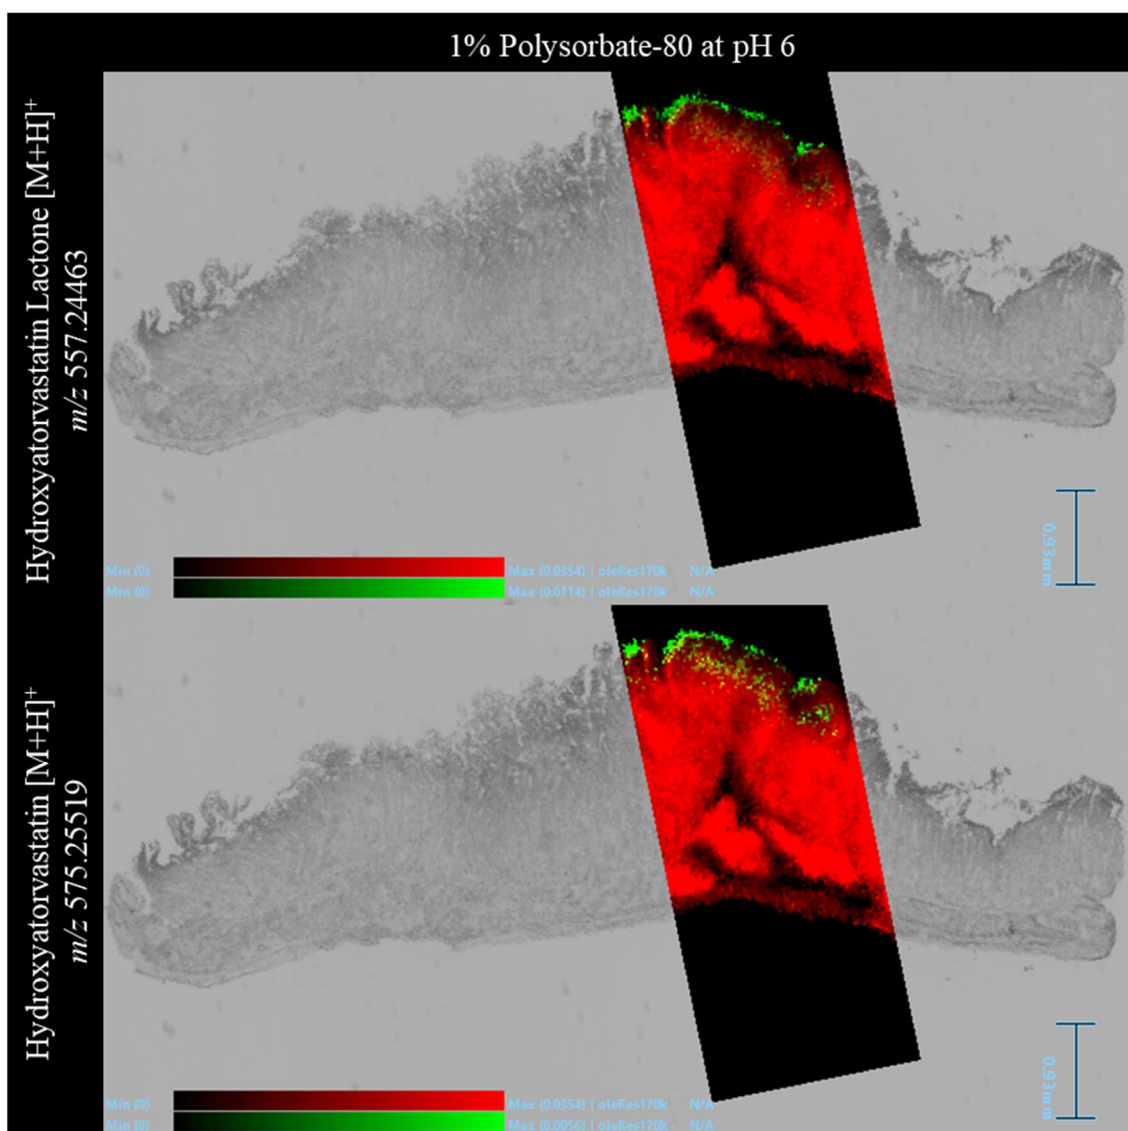 1% Polysorbate-80 at pH 6
Hydroxyatorvastatin Lactone [M+H]+
m/z 557.24463
Min (0) Max (0.0354) | oleRes170k N/A
Min (0) Max (0.0114) | oleRes170k N/A
0.93mm
Hydroxyatorvastatin [M+H]+
m/z 575.25519
Min (0) Max (0.0354) | oleRes170k N/A
Min (0) Max (0.0056) | oleRes170k N/A
0.93mm